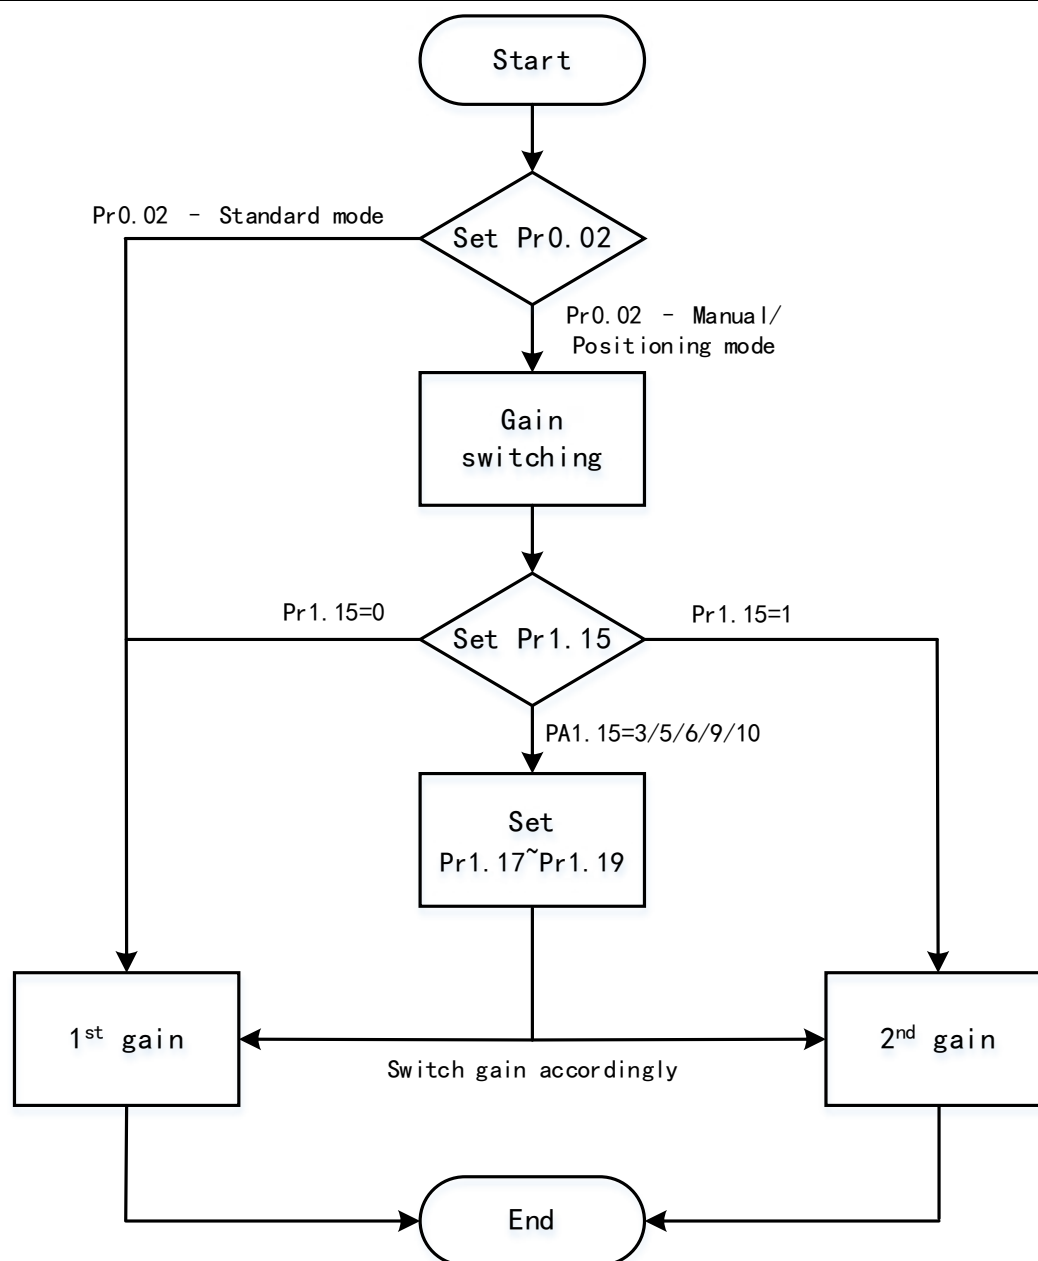 Start
Pr0.02 - Standard mode
Set Pr0.02
Pr0.02 - Manual/
Positioning mode
Gain
switching
Pr1.15=0
Set Pr1.15
Pr1.15=1
PA1.15=3/5/6/9/10
Set
Pr1.17~Pr1.19
1st gain
2nd gain
Switch gain accordingly
End